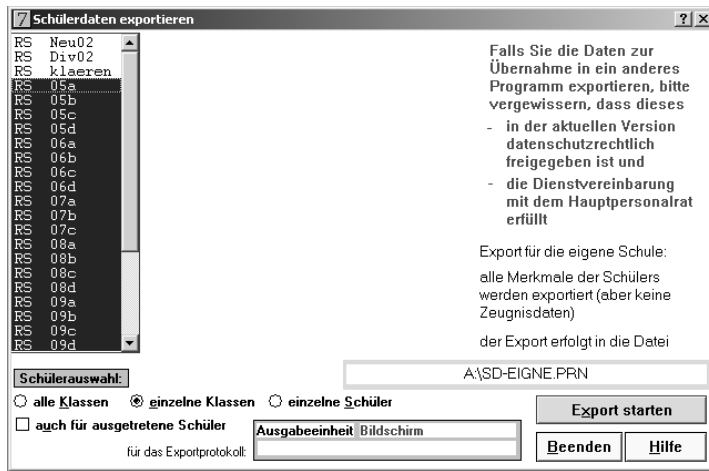 7 Schülerdaten exportieren
RS Neu02
RS Div02
RS klaeren
RS 05a
RS 05b
RS 05c
RS 05d
RS 06a
RS 06b
RS 06c
RS 06d
RS 07a
RS 07b
RS 07c
RS 08a
RS 08b
RS 08c
RS 08d
RS 09a
RS 09b
RS 09c
RS 09d
Falls Sie die Daten zur
Übernahme in ein anderes
Programm exportieren, bitte
vergewissern, dass dieses
- in der aktuellen Version
datenschutzrechtlich
freigegeben ist und
- die Dienstvereinbarung
mit dem Hauptpersonalrat
erfüllt
Export für die eigene Schule:
alle Merkmale der Schülers
werden exportiert (aber keine
Zeugnisdaten)
der Export erfolgt in die Datei
A:\SD-EIGNE.PRN
Schülerauswahl:
alle Klassen einzelne Klassen einzelne Schüler
auch für ausgetretene Schüler
für das Exportprotokoll:
Ausgabeeinheit Bildschirm
Export starten
Beenden Hilfe